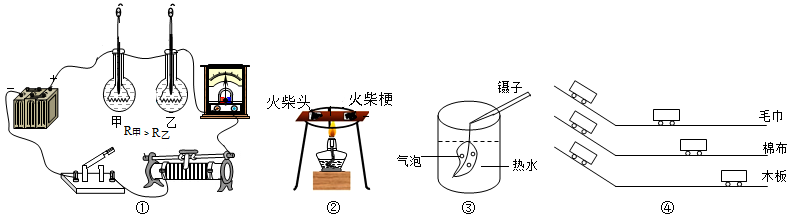 －
+
甲
乙
R甲>R乙
①
火柴头
火柴梗
②
镊子
气泡
热水
③
毛巾
棉布
木板
④